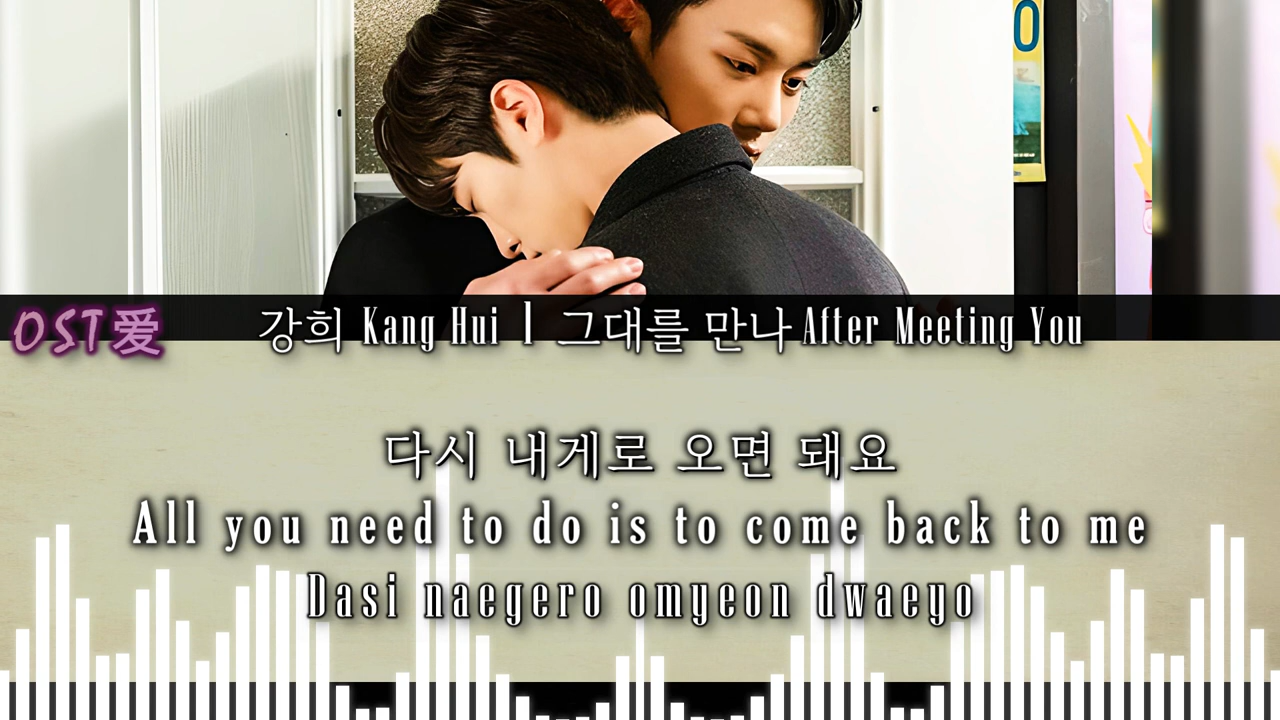 OST爱 강희 Kang Hui | 그대를 만나 After Meeting You
다시 내게로 오면 돼요
All you need to do is to come back to me
Dasi naegero omyeon dwaeyo